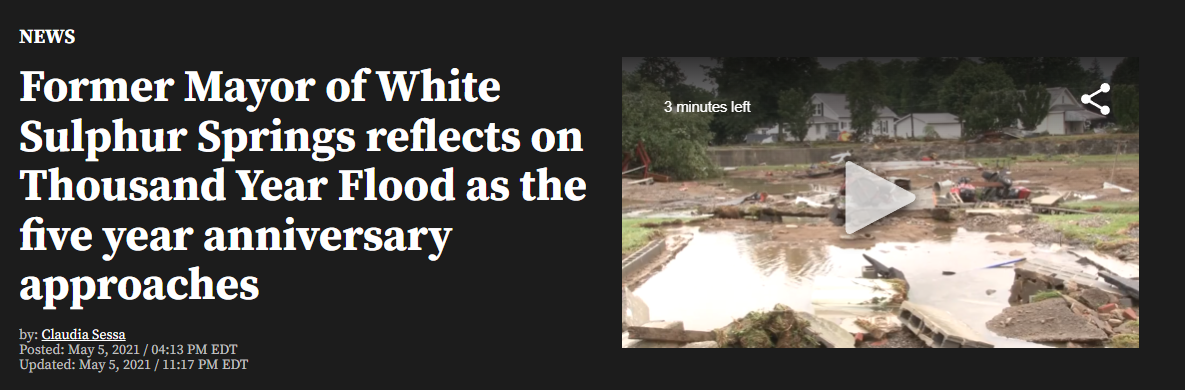 NEWS
Former Mayor of White
Sulphur Springs reflects on
Thousand Year Flood as the
five year anniversary
approaches
by: Claudia Sessa
Posted: May 5, 2021 / 04:13 PM EDT
Updated: May 5, 2021 / 11:17 PM EDT
3 minutes left